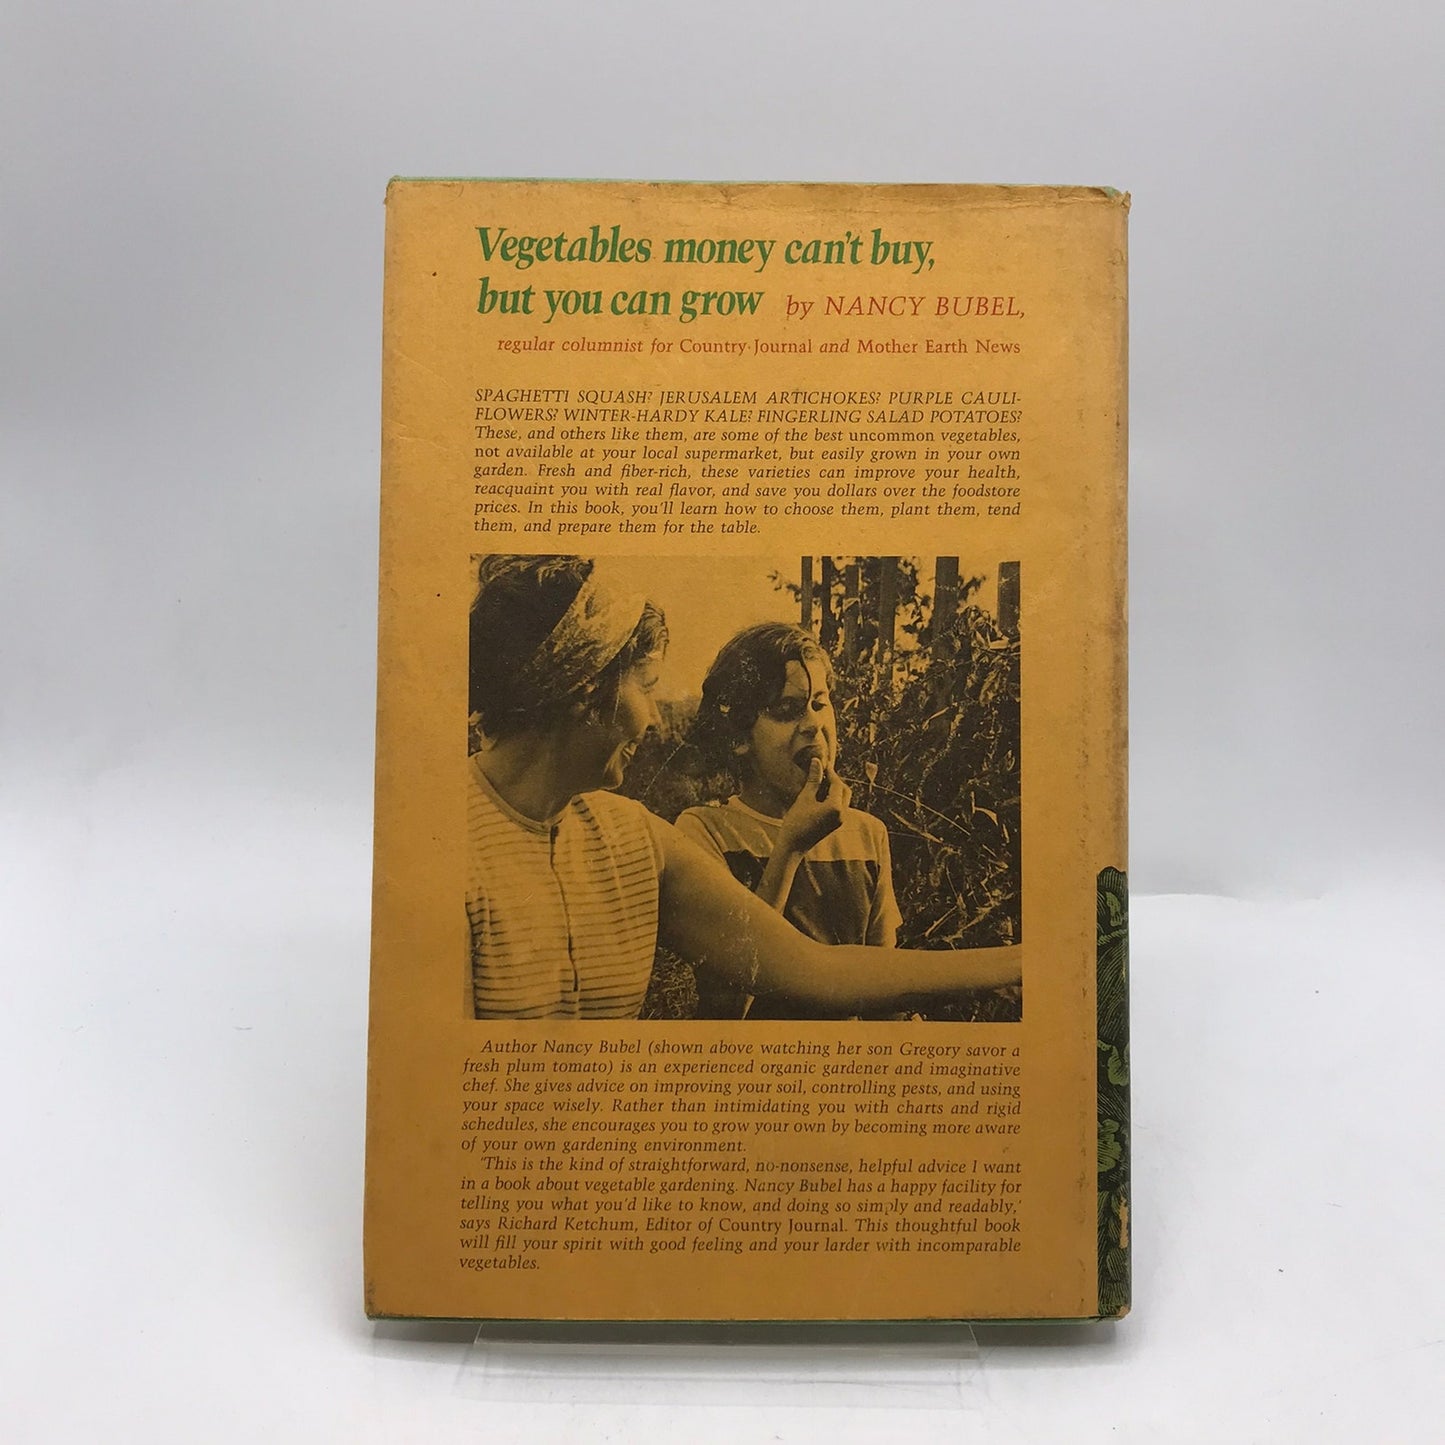 Vegetables money can't buy,
but you can grow by NANCY BUBEL,
regular columnist for Country Journal and Mother Earth News
SPAGHETTI SQUASH? JERUSALEM ARTICHOKES? PURPLE CAULI-
FLOWERS? WINTER-HARDY KALE? FINGERLING SALAD POTATOES?
These, and others like them, are some of the best uncommon vegetables,
not available at your local supermarket, but easily grown in your own
garden. Fresh and fiber-rich, these varieties can improve your health,
reacquaint you with real flavor, and save you dollars over the foodstore
prices. In this book, you'll learn how to choose them, plant them, tend
them, and prepare them for the table.
Author Nancy Bubel (shown above watching her son Gregory savor a
fresh plum tomato) is an experienced organic gardener and imaginative
chef. She gives advice on improving your soil, controlling pests, and using
your space wisely. Rather than intimidating you with charts and rigid
schedules, she encourages you to grow your own by becoming more aware
of your own gardening environment.
"This is the kind of straightforward, no-nonsense, helpful advice I want
in a book about vegetable gardening. Nancy Bubel has a happy facility for
telling you what you'd like to know, and doing so simply and readably,'
says Richard Ketchum, Editor of Country Journal. This thoughtful book
will fill your spirit with good feeling and your larder with incomparable
vegetables.